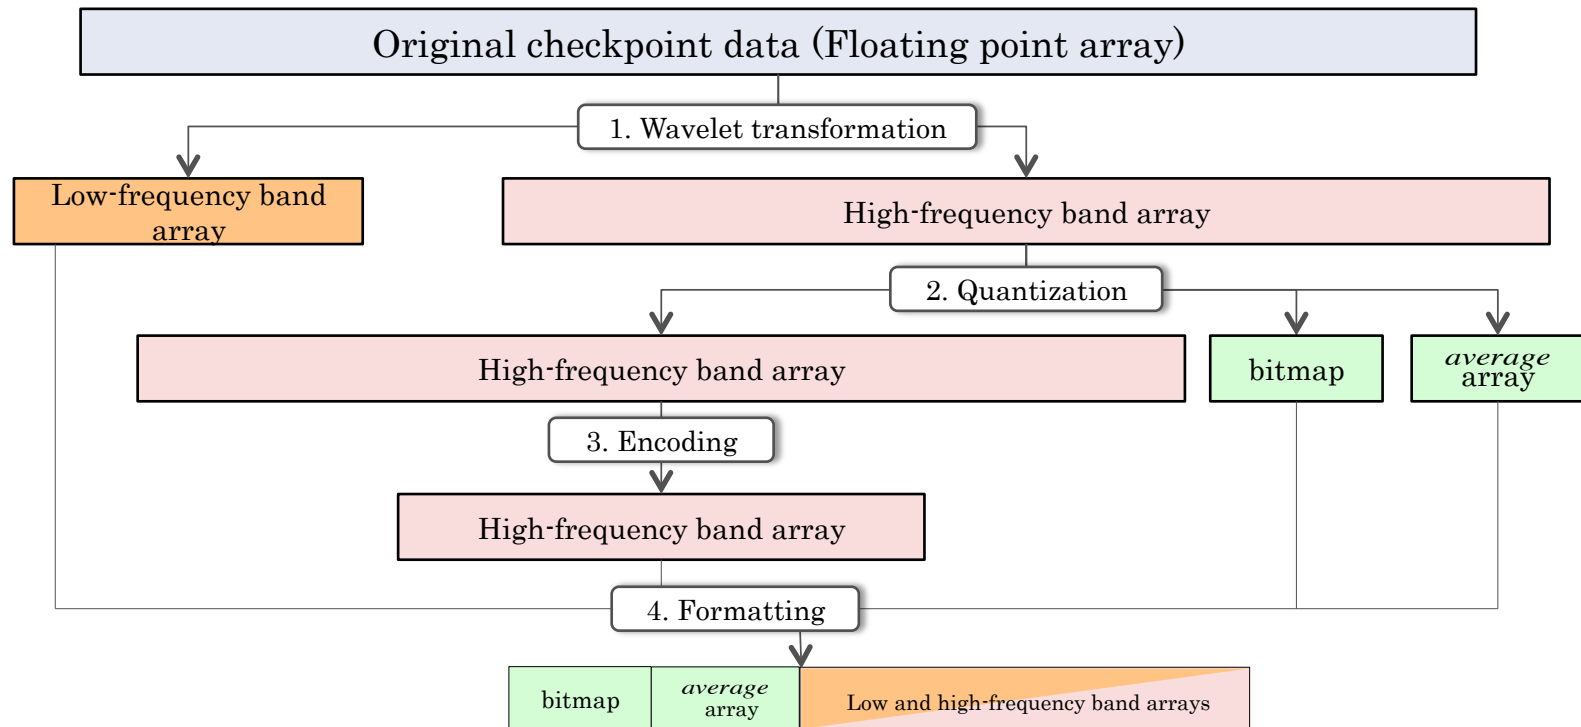 Original checkpoint data (Floating point array)
1. Wavelet transformation
Low-frequency band
array
High-frequency band array
2. Quantization
High-frequency band array
bitmap
average
array
3. Encoding
High-frequency band array
4. Formatting
bitmap
average
array
Low and high-frequency band arrays